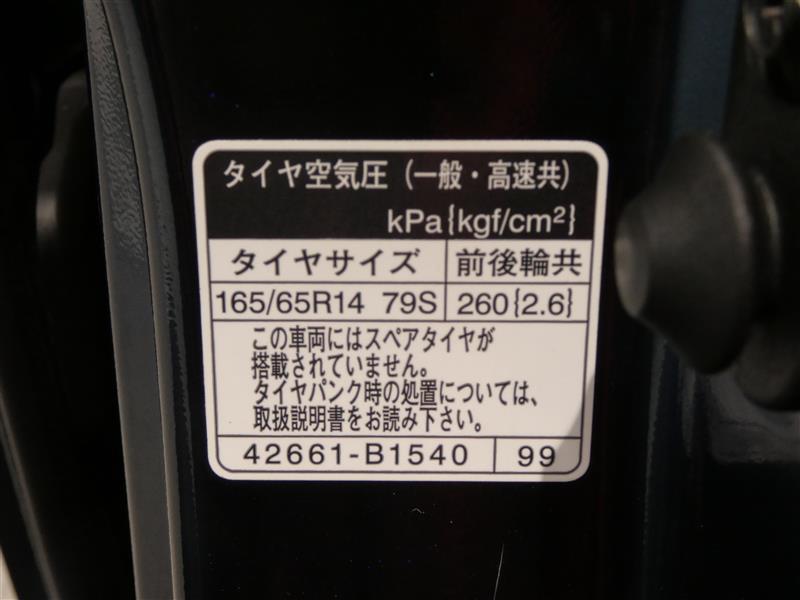 タイヤ空気圧（一般・高速共）
kPa{kgf/cm²}
タイヤサイズ 前後輪共
165/65R14 79S 260{2.6}
この車両にはスペアタイヤが
搭載されていません。
タイヤパンク時の処置については、
取扱説明書をお読み下さい。
42661-B1540 99